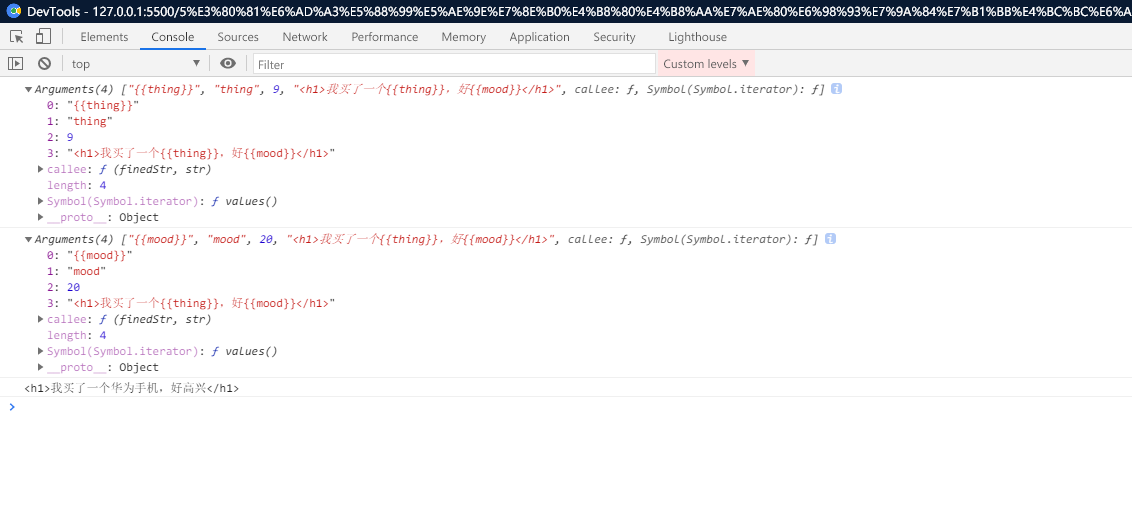 DevTools - 127.0.0.1:5500/5%E3%80%81%E6%AD%A3%E5%88%99%E5%AE%9E%E7%8E%B0%E4%B8%80%E4%B8%AA%E7%AE%80%E6%98%93%E7%9A%84%E7%B1%BB%E4%BC%BC%E6%A
Elements Console Sources Network Performance Memory Application Security Lighthouse
top Filter Custom levels
Arguments(4) ["{{thing}}", "thing", 9, "<h1>我买了一个{{thing}}，好{{mood}}</h1>", callee: ƒ, Symbol(Symbol.iterator): ƒ] i
0: "{{thing}}"
1: "thing"
2: 9
3: "<h1>我买了一个{{thing}}，好{{mood}}</h1>"
callee: ƒ (finedStr, str)
length: 4
Symbol(Symbol.iterator): ƒ values()
__proto__: Object
Arguments(4) ["{{mood}}", "mood", 20, "<h1>我买了一个{{thing}}，好{{mood}}</h1>", callee: ƒ, Symbol(Symbol.iterator): ƒ] i
0: "{{mood}}"
1: "mood"
2: 20
3: "<h1>我买了一个{{thing}}，好{{mood}}</h1>"
callee: ƒ (finedStr, str)
length: 4
Symbol(Symbol.iterator): ƒ values()
__proto__: Object
<h1>我买了一个华为手机，好高兴</h1>